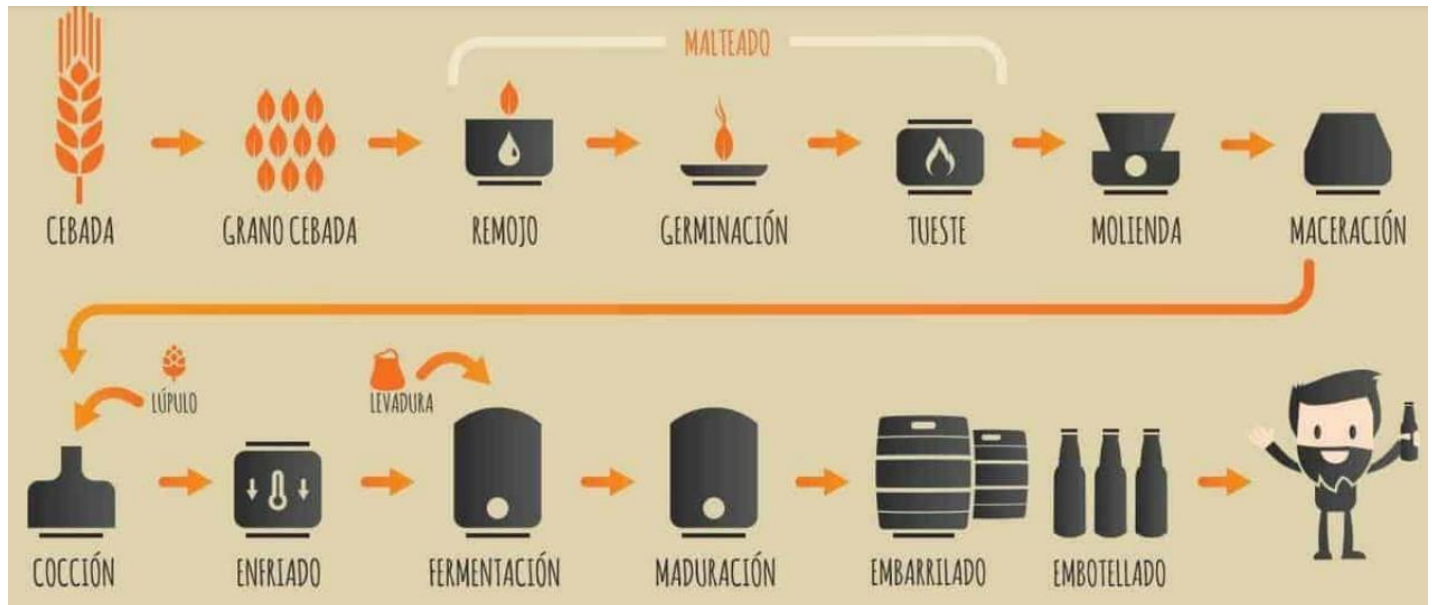 MALTEADO
CEBADA
GRANO CEBADA
REMOJO
GERMINACIÓN
TUESTE
MOLIENDA
MACERACIÓN
LÚPULO
LEVADURA
COCCIÓN
ENFRIADO
FERMENTACIÓN
MADURACIÓN
EMBARRILADO
EMBOTELLADO